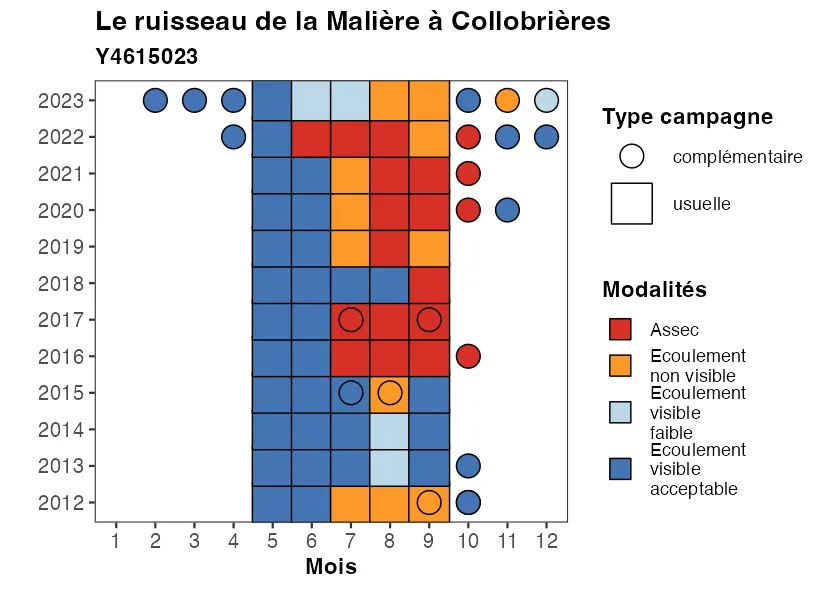 Le ruisseau de la Malière à Collobrières
Y4615023
2023
2022
2021
2020
2019
2018
2017
2016
2015
2014
2013
2012
1 2 3 4 5 6 7 8 9 10 11 12
Mois
Type campagne
complémentaire
usuelle
Modalités
Assec
Ecoulement
non visible
Ecoulement
visible
faible
Ecoulement
visible
acceptable